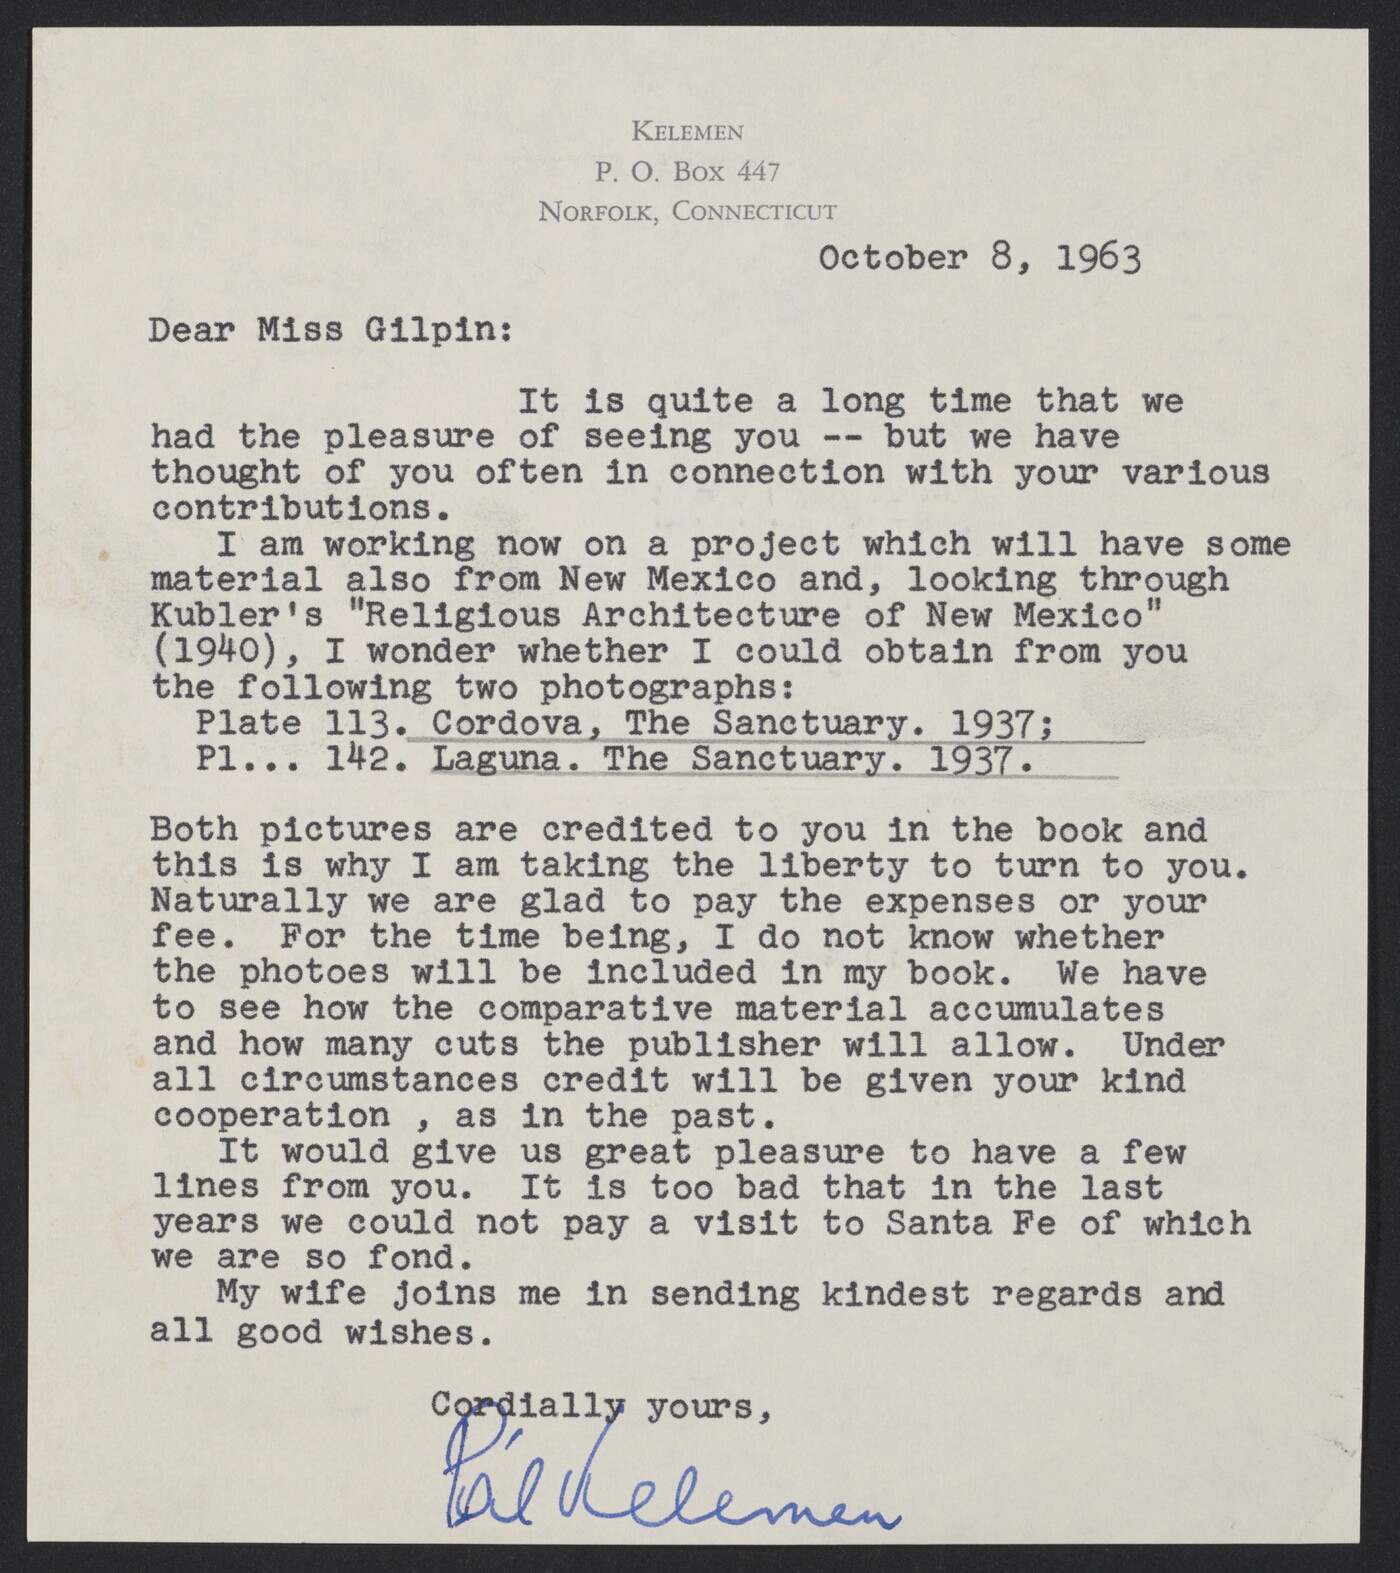 KELEMEN
P. O. BOX 447
NORFOLK, CONNECTICUT
October 8, 1963
Dear Miss Gilpin:
It is quite a long time that we
had the pleasure of seeing you -- but we have
thought of you often in connection with your various
contributions.
I am working now on a project which will have some
material also from New Mexico and, looking through
Kubler's "Religious Architecture of New Mexico"
(1940), I wonder whether I could obtain from you
the following two photographs:
Plate 113. Cordova, The Sanctuary. 1937;
Pl... 142. Laguna. The Sanctuary. 1937.
Both pictures are credited to you in the book and
this is why I am taking the liberty to turn to you.
Naturally we are glad to pay the expenses or your
fee. For the time being, I do not know whether
the photoes will be included in my book. We have
to see how the comparative material accumulates
and how many cuts the publisher will allow. Under
all circumstances credit will be given your kind
cooperation , as in the past.
It would give us great pleasure to have a few
lines from you. It is too bad that in the last
years we could not pay a visit to Santa Fe of which
we are so fond.
My wife joins me in sending kindest regards and
all good wishes.
Cordially yours,
Pál Kelemen